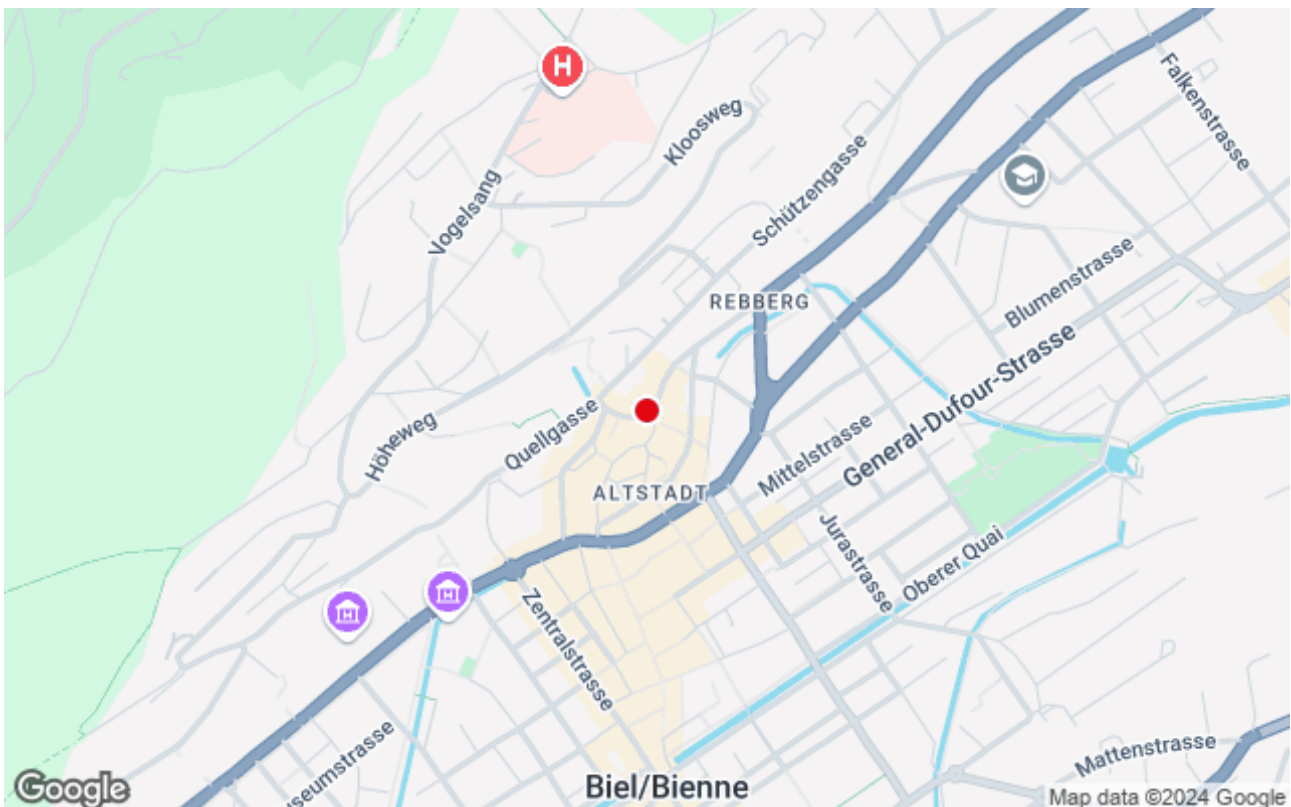 H
Kloosweg
Falkenstrasse
Vogelsang
Schützengasse
REBBERG
Blumenstrasse
General-Dufour-Strasse
Höheweg
Quellgasse
Mittelstrasse
ALTSTADT
Jurastrasse
Oberer Quai
Zentralstrasse
useumstrasse
Mattenstrasse
Biel/Bienne
Google
Map data ©2024 Google